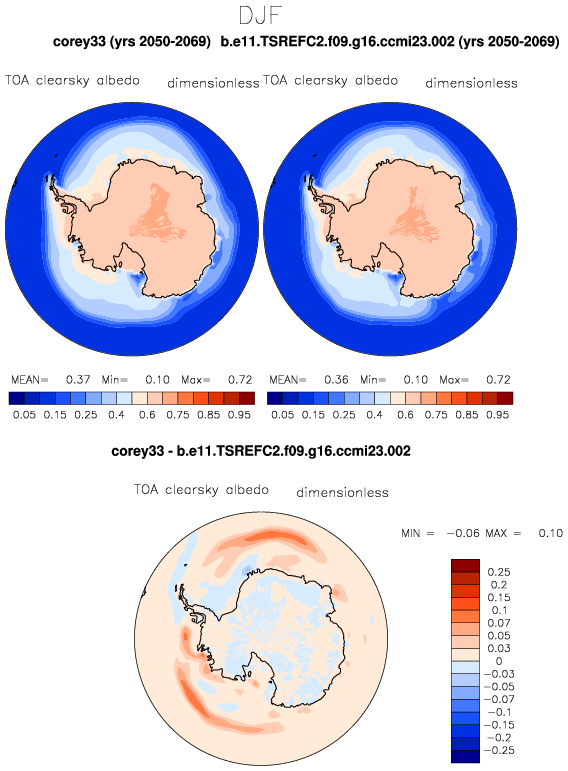 DJF
corey33 (yrs 2050-2069) b.e11.TSREFC2.f09.g16.ccmi23.002 (yrs 2050-2069)
TOA clearsky albedo dimensionless TOA clearsky albedo dimensionless
MEAN= 0.37 Min= 0.10 Max= 0.72 MEAN= 0.36 Min= 0.10 Max= 0.72
0.05 0.15 0.25 0.4 0.6 0.75 0.85 0.95 0.05 0.15 0.25 0.4 0.6 0.75 0.85 0.95
corey33 - b.e11.TSREFC2.f09.g16.ccmi23.002
TOA clearsky albedo dimensionless
MIN = -0.06 MAX = 0.10
0.25
0.2
0.15
0.1
0.07
0.05
0.03
0
-0.03
-0.05
-0.07
-0.1
-0.15
-0.2
-0.25